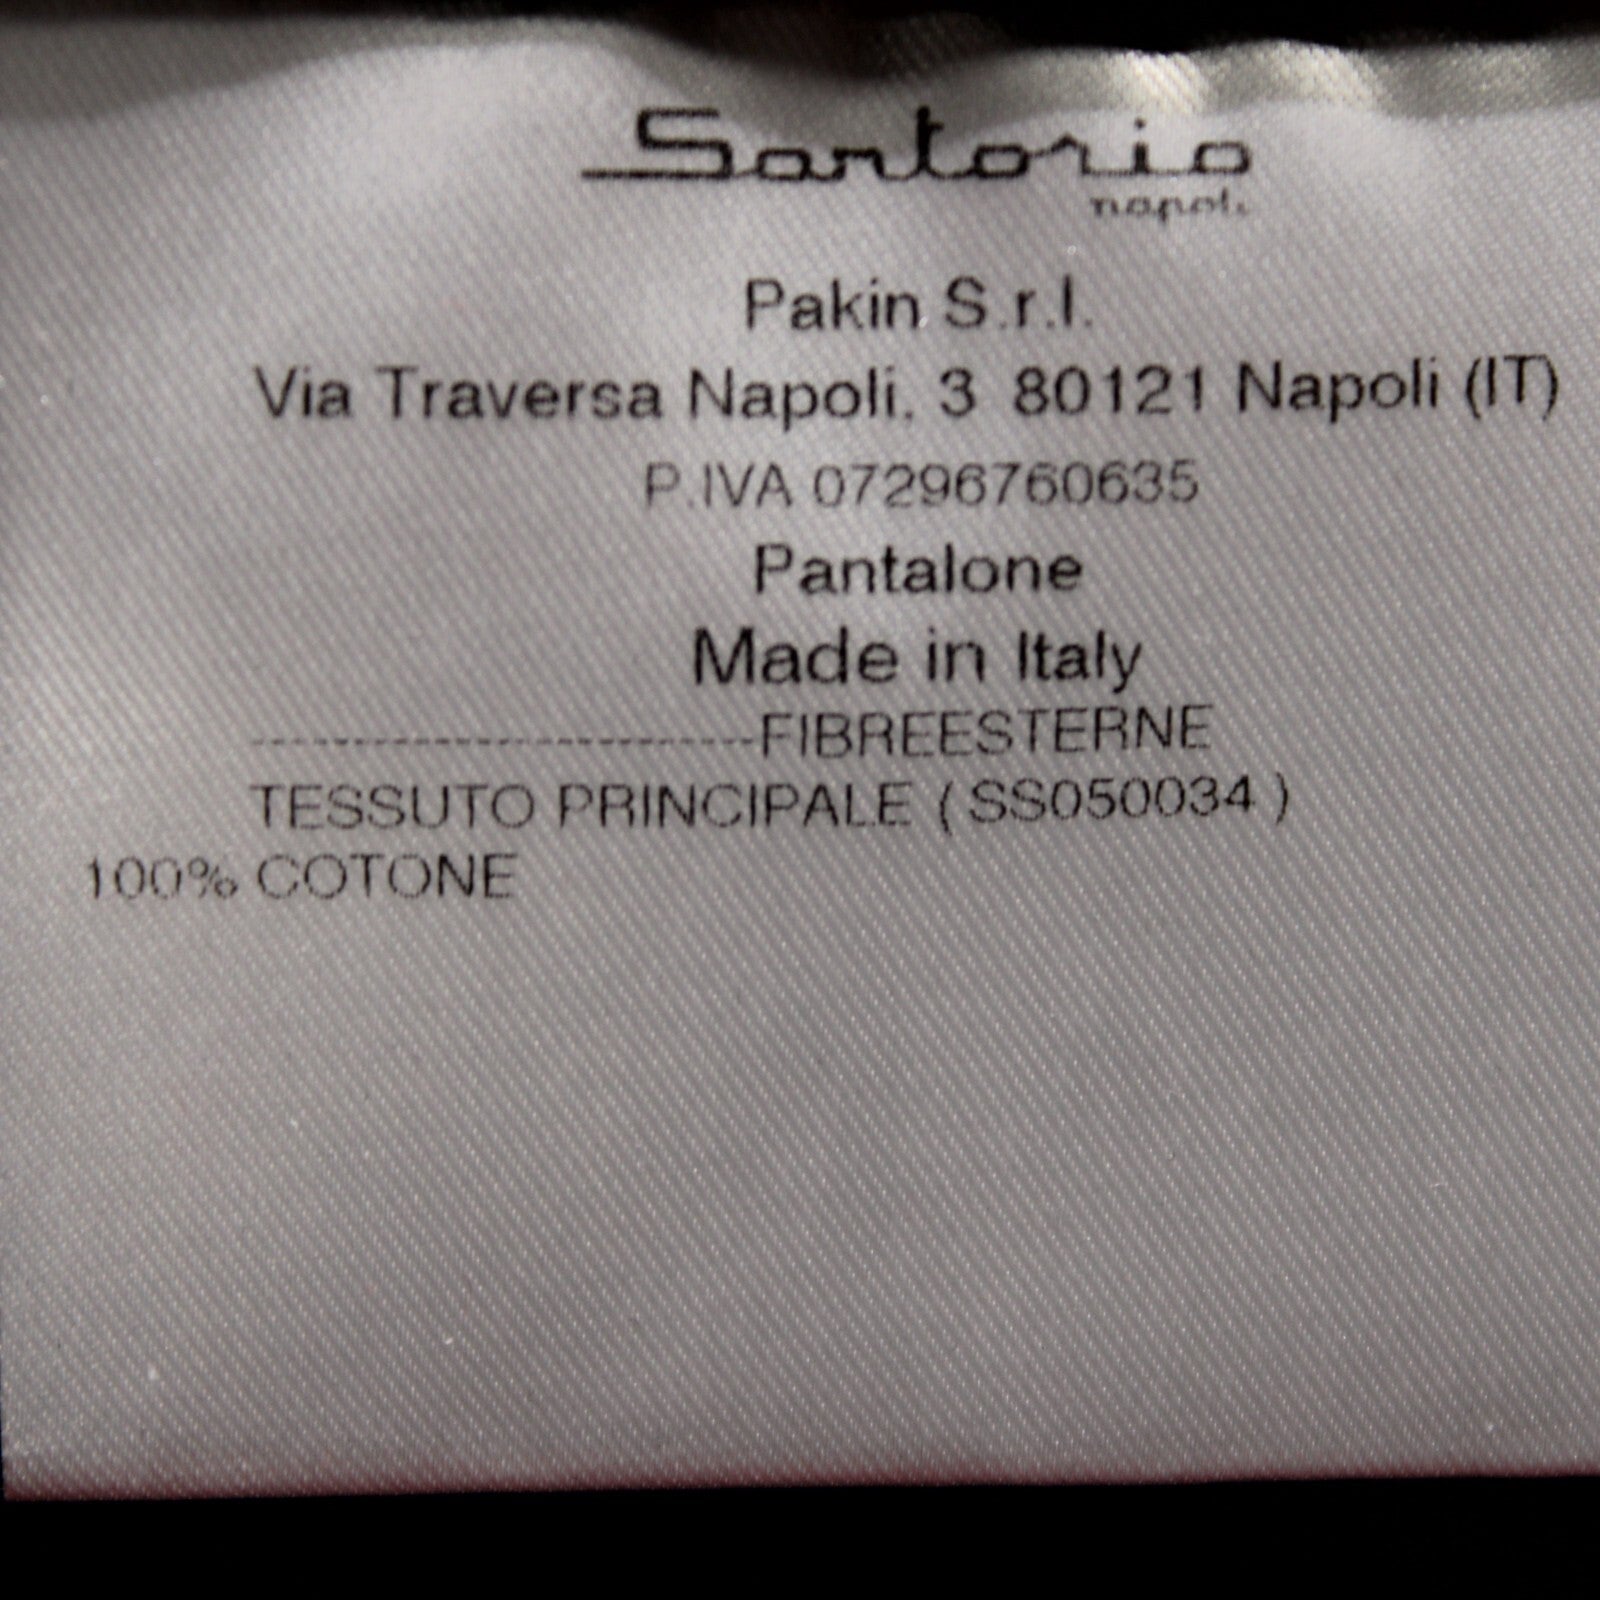 Sartorio
napoli
Pakin S.r.l.
Via Traversa Napoli, 3 80121 Napoli (IT)
P.IVA 07296760635
Pantalone
Made in Italy
------------------------FIBREESTERNE
TESSUTO PRINCIPALE ( SS050034 )
100% COTONE